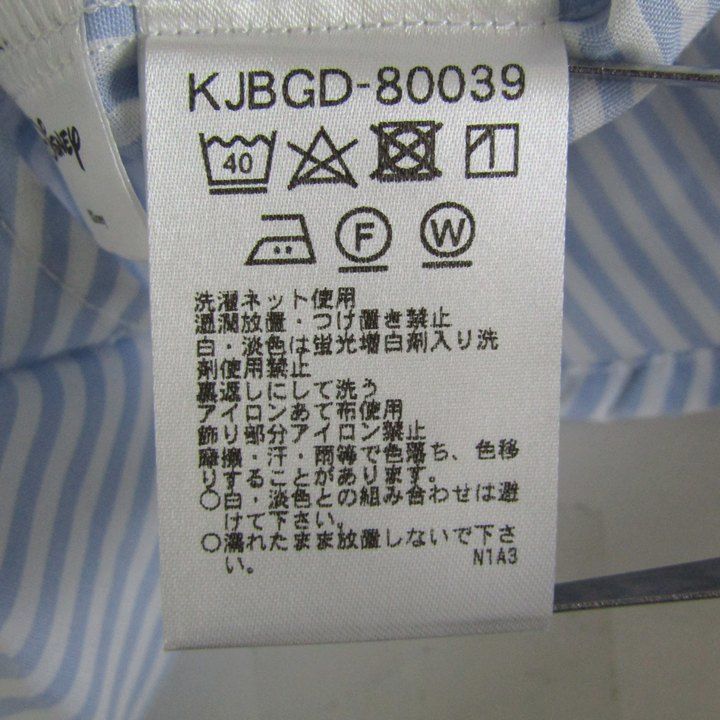 KJBGD-80039
40
F W
洗濯ネット使用
湿潤放置・つけ置き禁止
白・淡色は蛍光増白剤入り洗
剤使用禁止
裏返しにして洗う
アイロンあて布使用
飾り部分アイロン禁止
摩擦・汗・雨等で色落ち、色移
りすることがあります。
○白・淡色との組み合わせは避
けて下さい。
○濡れたまま放置しないで下さ
い。
N1A3